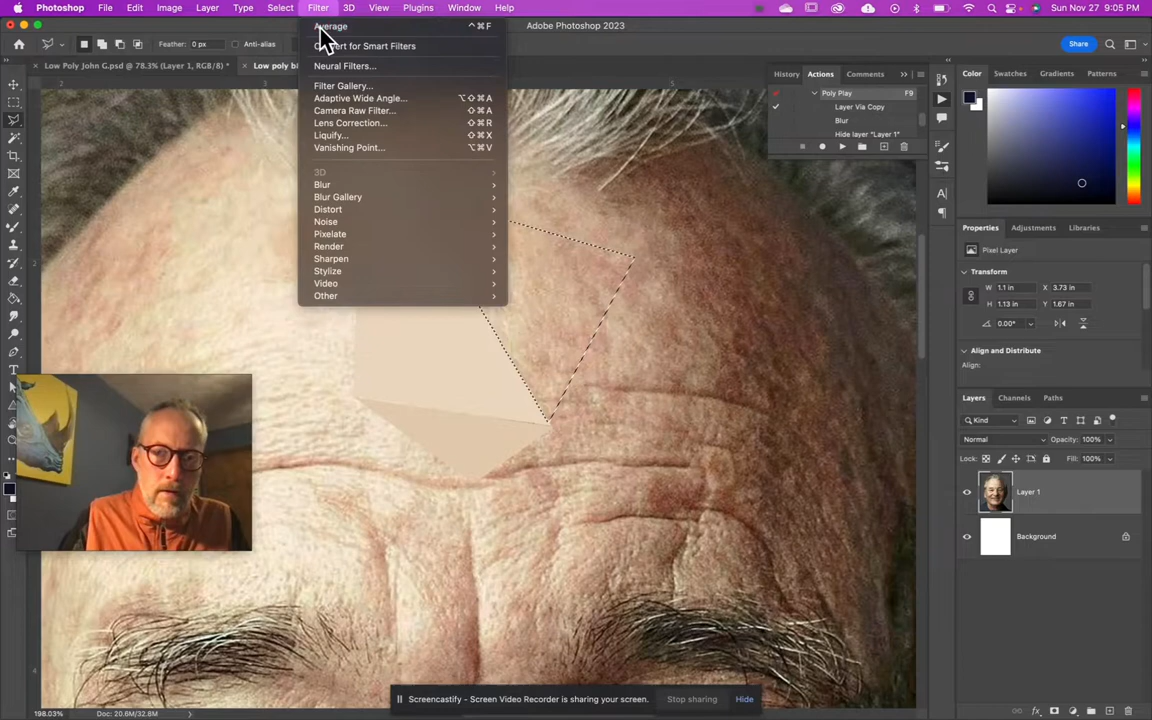 Photoshop File Edit Image Layer Type Select Filter 3D View Plugins Window Help Sun Nov 27 9:05 PM
Adobe Photoshop 2023
Feather: 0 px Anti-alias Share
Low Poly John G.psd @ 78.3% (Layer 1, RGB/8) *
Average ^⌘F
Convert for Smart Filters
Neural Filters...
Filter Gallery...
Adaptive Wide Angle... ⌥⇧⌘A
Camera Raw Filter... ⇧⌘A
Lens Correction... ⇧⌘R
Liquify... ⇧⌘X
Vanishing Point... ⌥⌘V
3D
Blur
Blur Gallery
Distort
Noise
Pixelate
Render
Sharpen
Stylize
Video
Other
History Actions Comments
Poly Play F9
Layer Via Copy
Blur
Hide layer "Layer 1"
Color Swatches Gradients Patterns
Properties Adjustments Libraries
Pixel Layer
Transform
W 1.1 in X 3.73 in
H 1.13 in Y 1.67 in
0.00°
Align and Distribute
Align:
Layers Channels Paths
Kind
Normal Opacity: 100%
Lock: Fill: 100%
Layer 1
Background
Screencastify - Screen Video Recorder is sharing your screen. Stop sharing Hide
198.03% Doc: 20.6M/32.8M